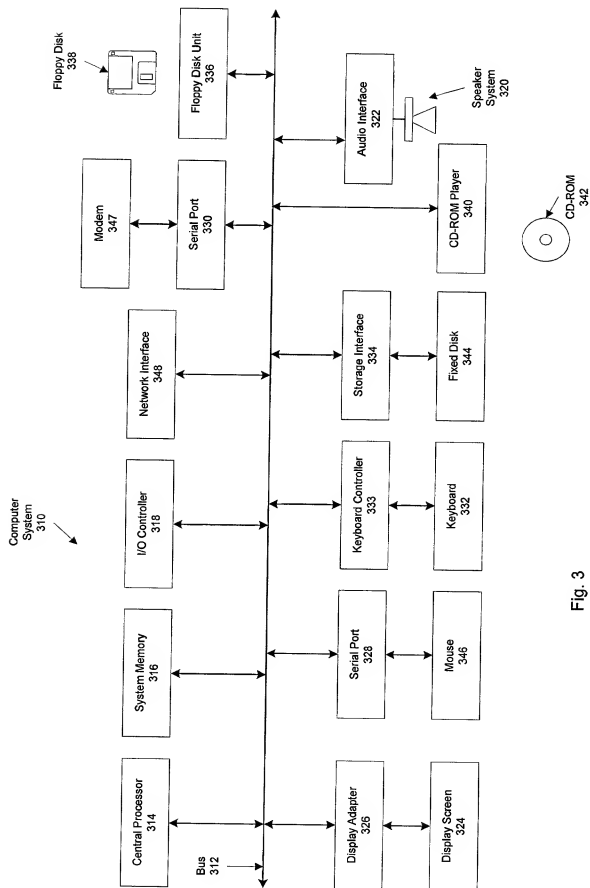 Computer
System
310
Central Processor
314
System Memory
316
I/O Controller
318
Network Interface
348
Modem
347
Serial Port
330
Floppy Disk
338
Floppy Disk Unit
336
Bus
312
Display Adapter
326
Serial Port
328
Keyboard Controller
333
Storage Interface
334
Audio Interface
322
Speaker
System
320
Display Screen
324
Mouse
346
Keyboard
332
Fixed Disk
344
CD-ROM Player
340
CD-ROM
342
Fig. 3